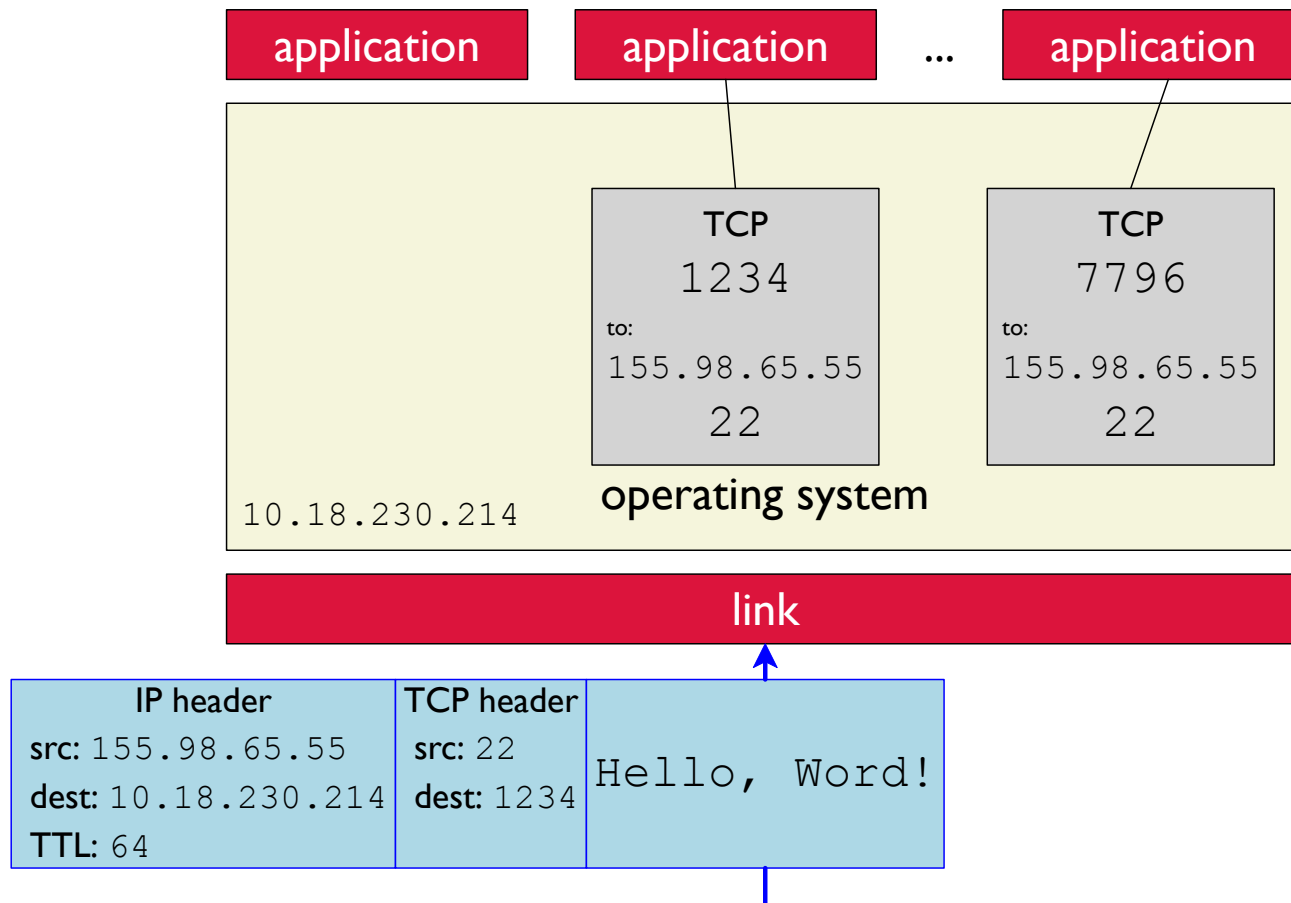 application application ... application
TCP
1234
to:
155.98.65.55
22
TCP
7796
to:
155.98.65.55
22
operating system
10.18.230.214
link
IP header
src: 155.98.65.55
dest: 10.18.230.214
TTL: 64
TCP header
src: 22
dest: 1234
Hello, Word!